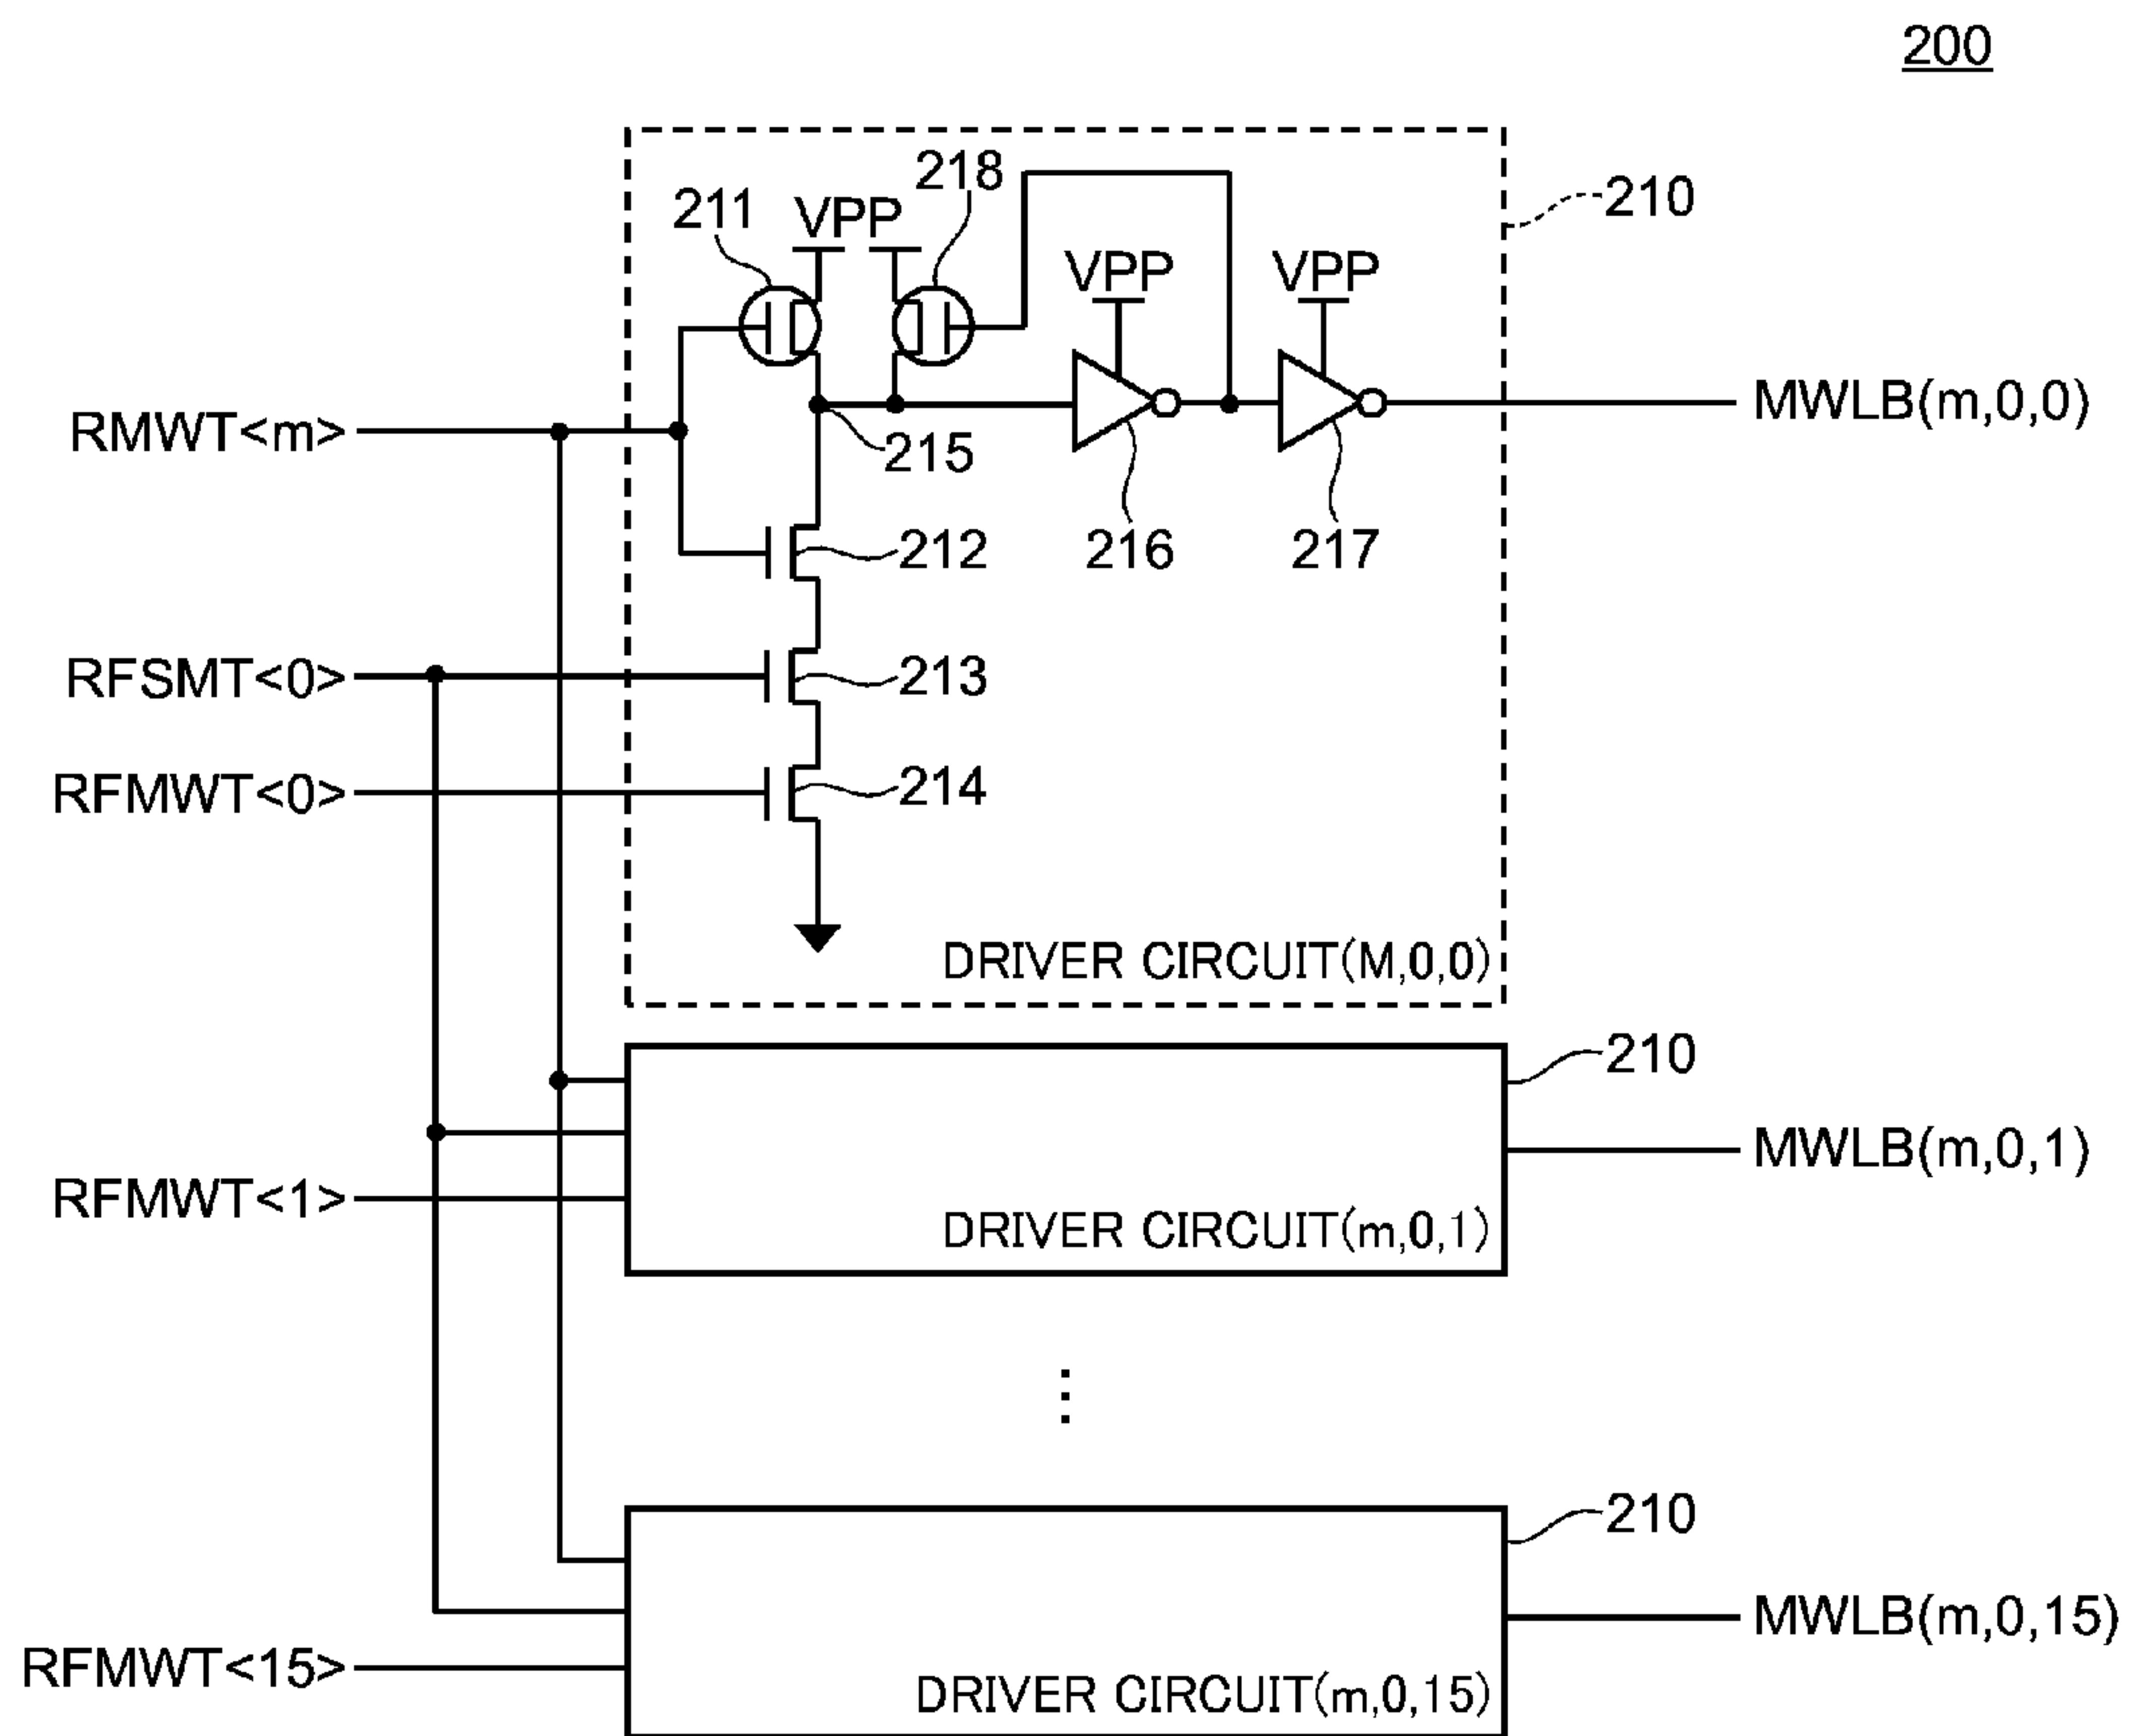 200
211
VPP
218
210
VPP
VPP
RMWT<m>
215
MWLB(m,0,0)
212
216
217
RFSMT<0>
213
RFMWT<0>
214
DRIVER CIRCUIT(M,0,0)
210
MWLB(m,0,1)
RFMWT<1>
DRIVER CIRCUIT(m,0,1)
⋮
210
MWLB(m,0,15)
RFMWT<15>
DRIVER CIRCUIT(m,0,15)